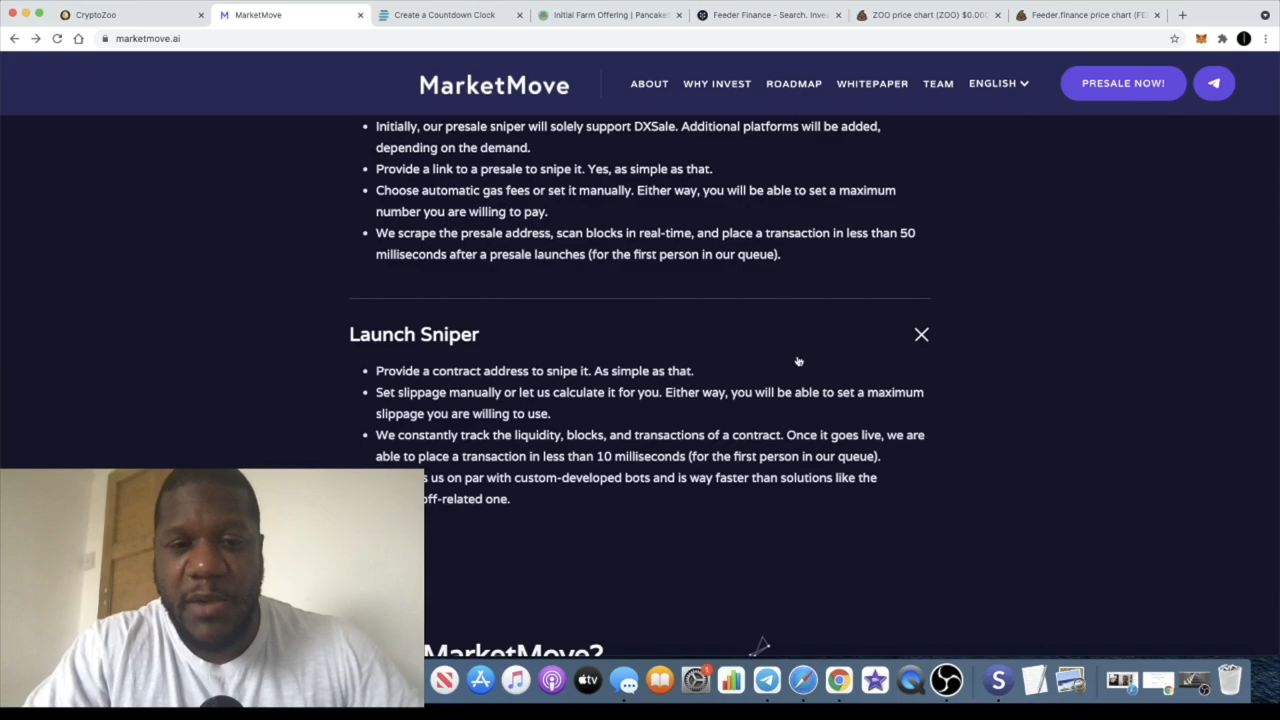 CryptoZoo
MarketMove
Create a Countdown Clock
Initial Farm Offering | Pancake
Feeder Finance - Search. Inve
ZOO price chart (ZOO) $0.00
Feeder.finance price chart (FE
marketmove.ai
MarketMove
ABOUT
WHY INVEST
ROADMAP
WHITEPAPER
TEAM
ENGLISH
PRESALE NOW!
• Initially, our presale sniper will solely support DXSale. Additional platforms will be added,
depending on the demand.
• Provide a link to a presale to snipe it. Yes, as simple as that.
• Choose automatic gas fees or set it manually. Either way, you will be able to set a maximum
number you are willing to pay.
• We scrape the presale address, scan blocks in real-time, and place a transaction in less than 50
milliseconds after a presale launches (for the first person in our queue).
Launch Sniper
• Provide a contract address to snipe it. As simple as that.
• Set slippage manually or let us calculate it for you. Either way, you will be able to set a maximum
slippage you are willing to use.
• We constantly track the liquidity, blocks, and transactions of a contract. Once it goes live, we are
able to place a transaction in less than 10 milliseconds (for the first person in our queue).
s us on par with custom-developed bots and is way faster than solutions like the
off-related one.
MarketMove?
tv
1
S